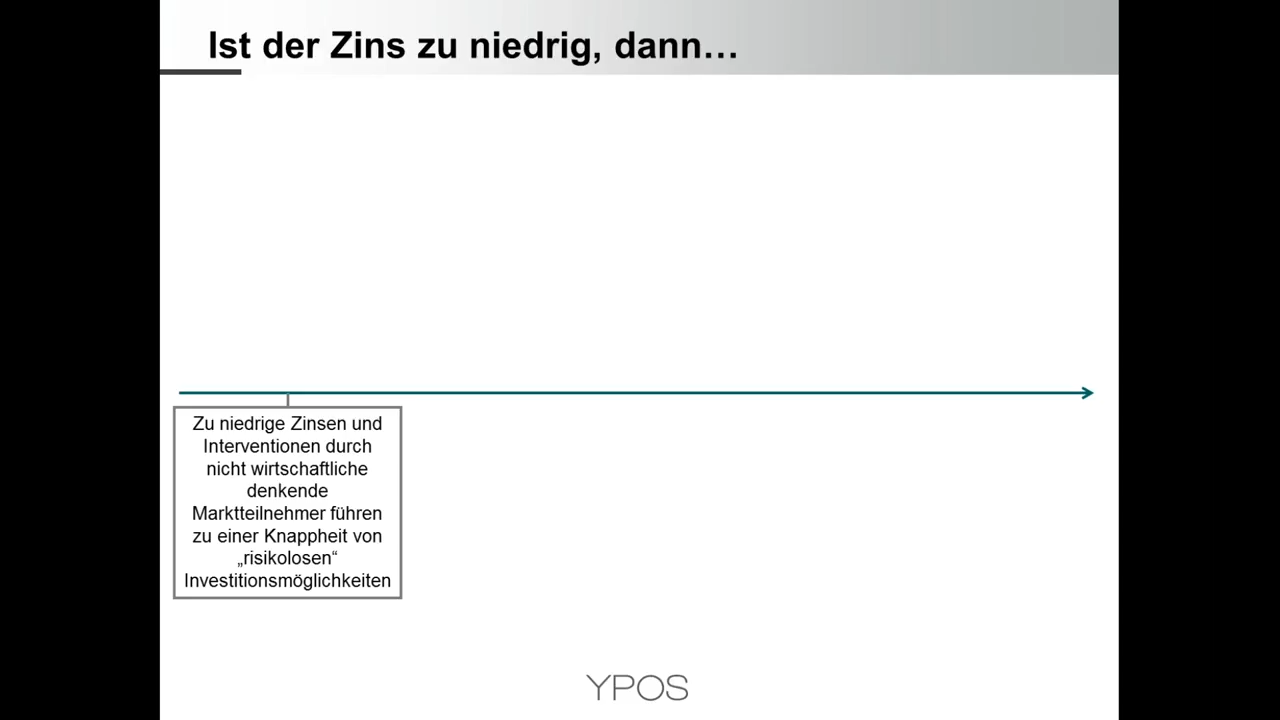 Ist der Zins zu niedrig, dann…
Zu niedrige Zinsen und
Interventionen durch
nicht wirtschaftliche
denkende
Marktteilnehmer führen
zu einer Knappheit von
„risikolosen“
Investitionsmöglichkeiten
YPOS